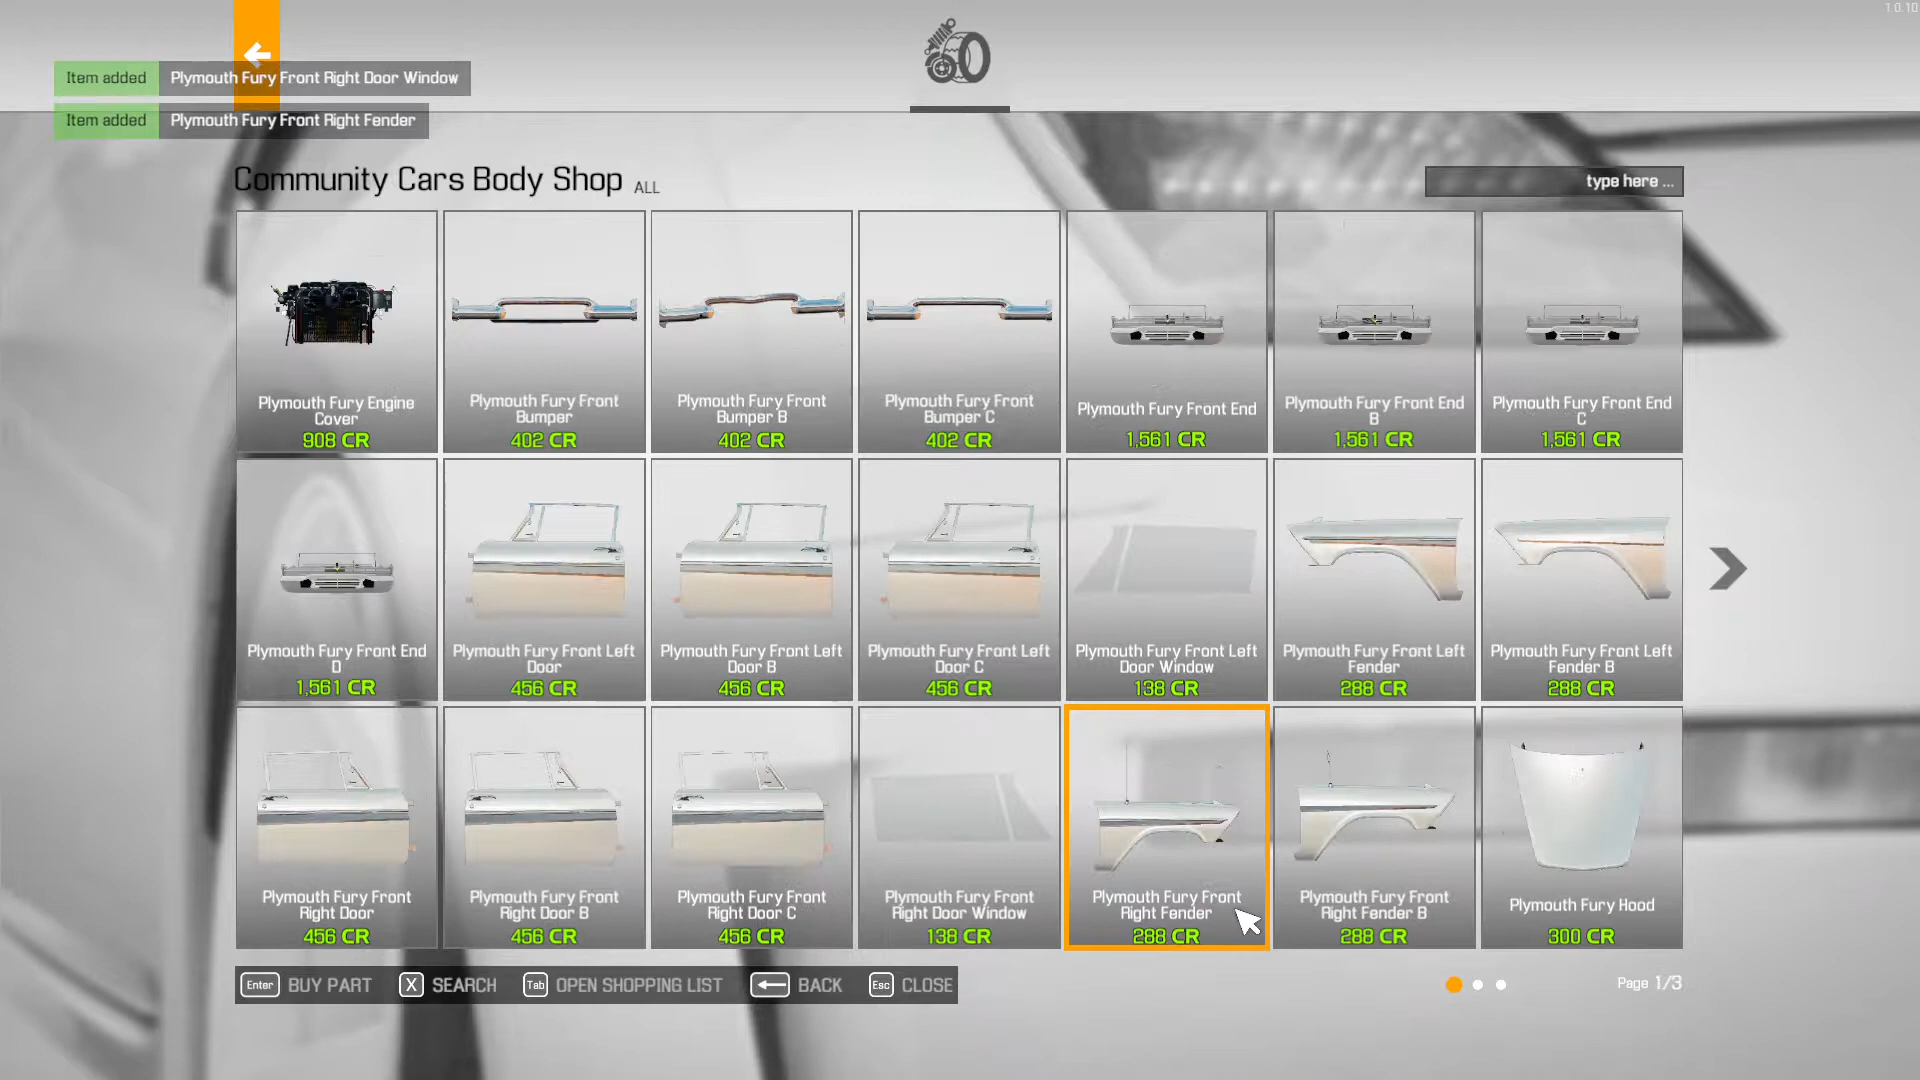 1.0.10
Item added Plymouth Fury Front Right Door Window
Item added Plymouth Fury Front Right Fender
Community Cars Body Shop ALL
type here ...
Plymouth Fury Engine
Cover
908 CR
Plymouth Fury Front
Bumper
402 CR
Plymouth Fury Front
Bumper B
402 CR
Plymouth Fury Front
Bumper C
402 CR
Plymouth Fury Front End
1,561 CR
Plymouth Fury Front End
B
1,561 CR
Plymouth Fury Front End
C
1,561 CR
Plymouth Fury Front End
D
1,561 CR
Plymouth Fury Front Left
Door
456 CR
Plymouth Fury Front Left
Door B
456 CR
Plymouth Fury Front Left
Door C
456 CR
Plymouth Fury Front Left
Door Window
138 CR
Plymouth Fury Front Left
Fender
288 CR
Plymouth Fury Front Left
Fender B
288 CR
Plymouth Fury Front
Right Door
456 CR
Plymouth Fury Front
Right Door B
456 CR
Plymouth Fury Front
Right Door C
456 CR
Plymouth Fury Front
Right Door Window
138 CR
Plymouth Fury Front
Right Fender
288 CR
Plymouth Fury Front
Right Fender B
288 CR
Plymouth Fury Hood
300 CR
Enter BUY PART X SEARCH Tab OPEN SHOPPING LIST BACK Esc CLOSE
Page 1/3